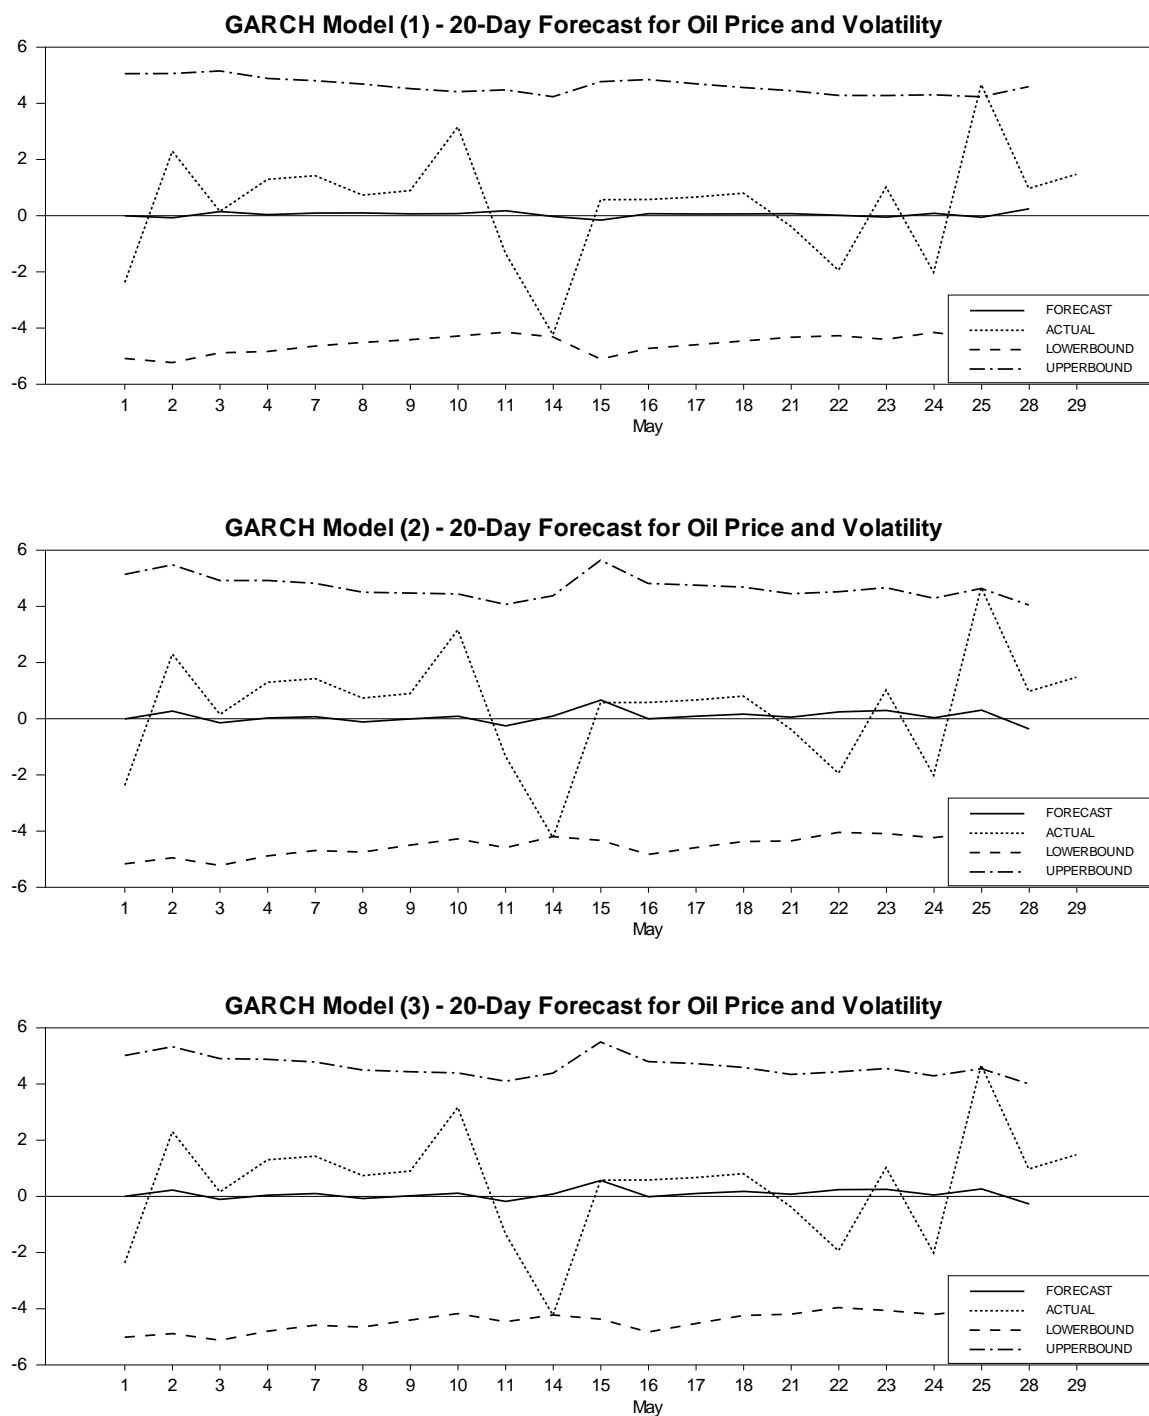 GARCH Model (1) - 20-Day Forecast for Oil Price and Volatility
6
4
2
0
-2
-4
-6
FORECAST
ACTUAL
LOWERBOUND
UPPERBOUND
1 2 3 4 7 8 9 10 11 14 15 16 17 18 21 22 23 24 25 28 29
May
GARCH Model (2) - 20-Day Forecast for Oil Price and Volatility
6
4
2
0
-2
-4
-6
FORECAST
ACTUAL
LOWERBOUND
UPPERBOUND
1 2 3 4 7 8 9 10 11 14 15 16 17 18 21 22 23 24 25 28 29
May
GARCH Model (3) - 20-Day Forecast for Oil Price and Volatility
6
4
2
0
-2
-4
-6
FORECAST
ACTUAL
LOWERBOUND
UPPERBOUND
1 2 3 4 7 8 9 10 11 14 15 16 17 18 21 22 23 24 25 28 29
May